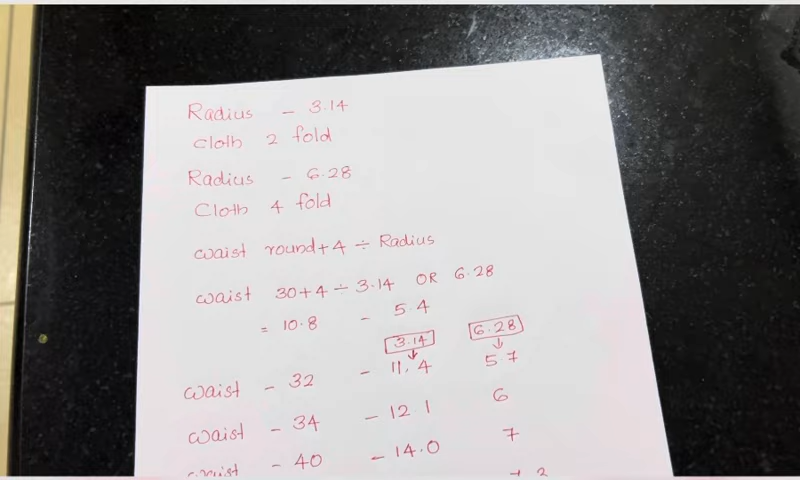 Radius - 3.14
Cloth 2 fold
Radius - 6.28
Cloth 4 fold
waist round+4 ÷ Radius
waist 30+4 ÷ 3.14 OR 6.28
= 10.8 - 5.4
3.14 6.28
waist - 32 - 11.4 5.7
waist - 34 - 12 1 6
waist - 40 - 14.0 7